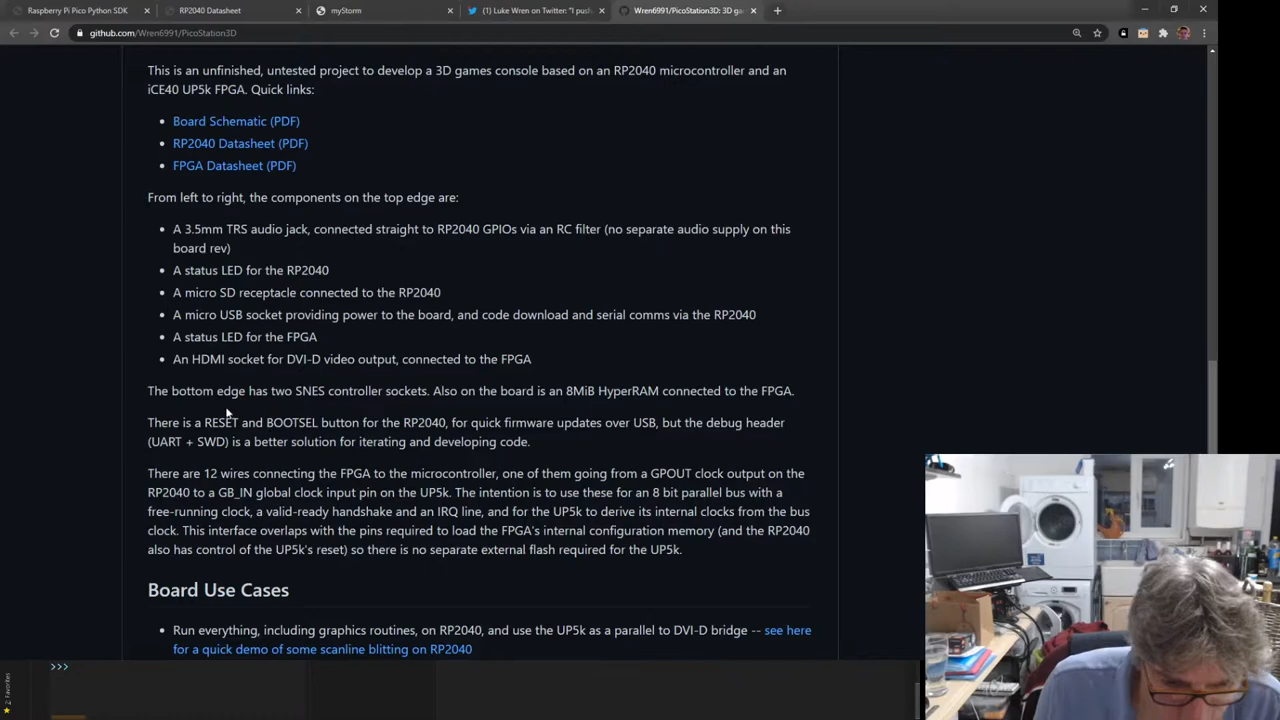 Raspberry Pi Pico Python SDK
RP2040 Datasheet
myStorm
(1) Luke Wren on Twitter: "I push
Wren6991/PicoStation3D: 3D ga
github.com/Wren6991/PicoStation3D
This is an unfinished, untested project to develop a 3D games console based on an RP2040 microcontroller and an
iCE40 UP5k FPGA. Quick links:
• Board Schematic (PDF)
• RP2040 Datasheet (PDF)
• FPGA Datasheet (PDF)
From left to right, the components on the top edge are:
• A 3.5mm TRS audio jack, connected straight to RP2040 GPIOs via an RC filter (no separate audio supply on this
board rev)
• A status LED for the RP2040
• A micro SD receptacle connected to the RP2040
• A micro USB socket providing power to the board, and code download and serial comms via the RP2040
• A status LED for the FPGA
• An HDMI socket for DVI-D video output, connected to the FPGA
The bottom edge has two SNES controller sockets. Also on the board is an 8MiB HyperRAM connected to the FPGA.
There is a RESET and BOOTSEL button for the RP2040, for quick firmware updates over USB, but the debug header
(UART + SWD) is a better solution for iterating and developing code.
There are 12 wires connecting the FPGA to the microcontroller, one of them going from a GPOUT clock output on the
RP2040 to a GB_IN global clock input pin on the UP5k. The intention is to use these for an 8 bit parallel bus with a
free-running clock, a valid-ready handshake and an IRQ line, and for the UP5k to derive its internal clocks from the bus
clock. This interface overlaps with the pins required to load the FPGA's internal configuration memory (and the RP2040
also has control of the UP5k's reset) so there is no separate external flash required for the UP5k.
Board Use Cases
• Run everything, including graphics routines, on RP2040, and use the UP5k as a parallel to DVI-D bridge -- see here
for a quick demo of some scanline blitting on RP2040
>>>
2: Favorites